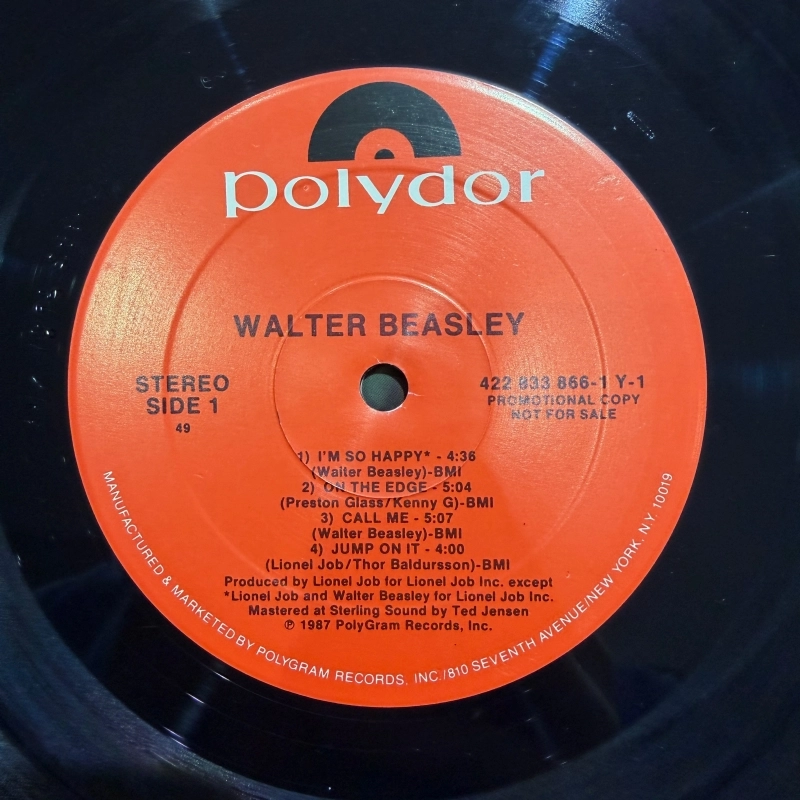 polydor
WALTER BEASLEY
STEREO
SIDE 1
49
422 833 866-1 Y-1
PROMOTIONAL COPY
NOT FOR SALE
1) I'M SO HAPPY* - 4:36
(Walter Beasley)-BMI
2) ON THE EDGE - 5:04
(Preston Glass/Kenny G)-BMI
3) CALL ME - 5:07
(Walter Beasley)-BMI
4) JUMP ON IT - 4:00
(Lionel Job/Thor Baldursson)-BMI
Produced by Lionel Job for Lionel Job Inc. except
*Lionel Job and Walter Beasley for Lionel Job Inc.
Mastered at Sterling Sound by Ted Jensen
℗ 1987 PolyGram Records, Inc.
MANUFACTURED & MARKETED BY POLYGRAM RECORDS, INC./810 SEVENTH AVENUE/NEW YORK, N.Y. 10019